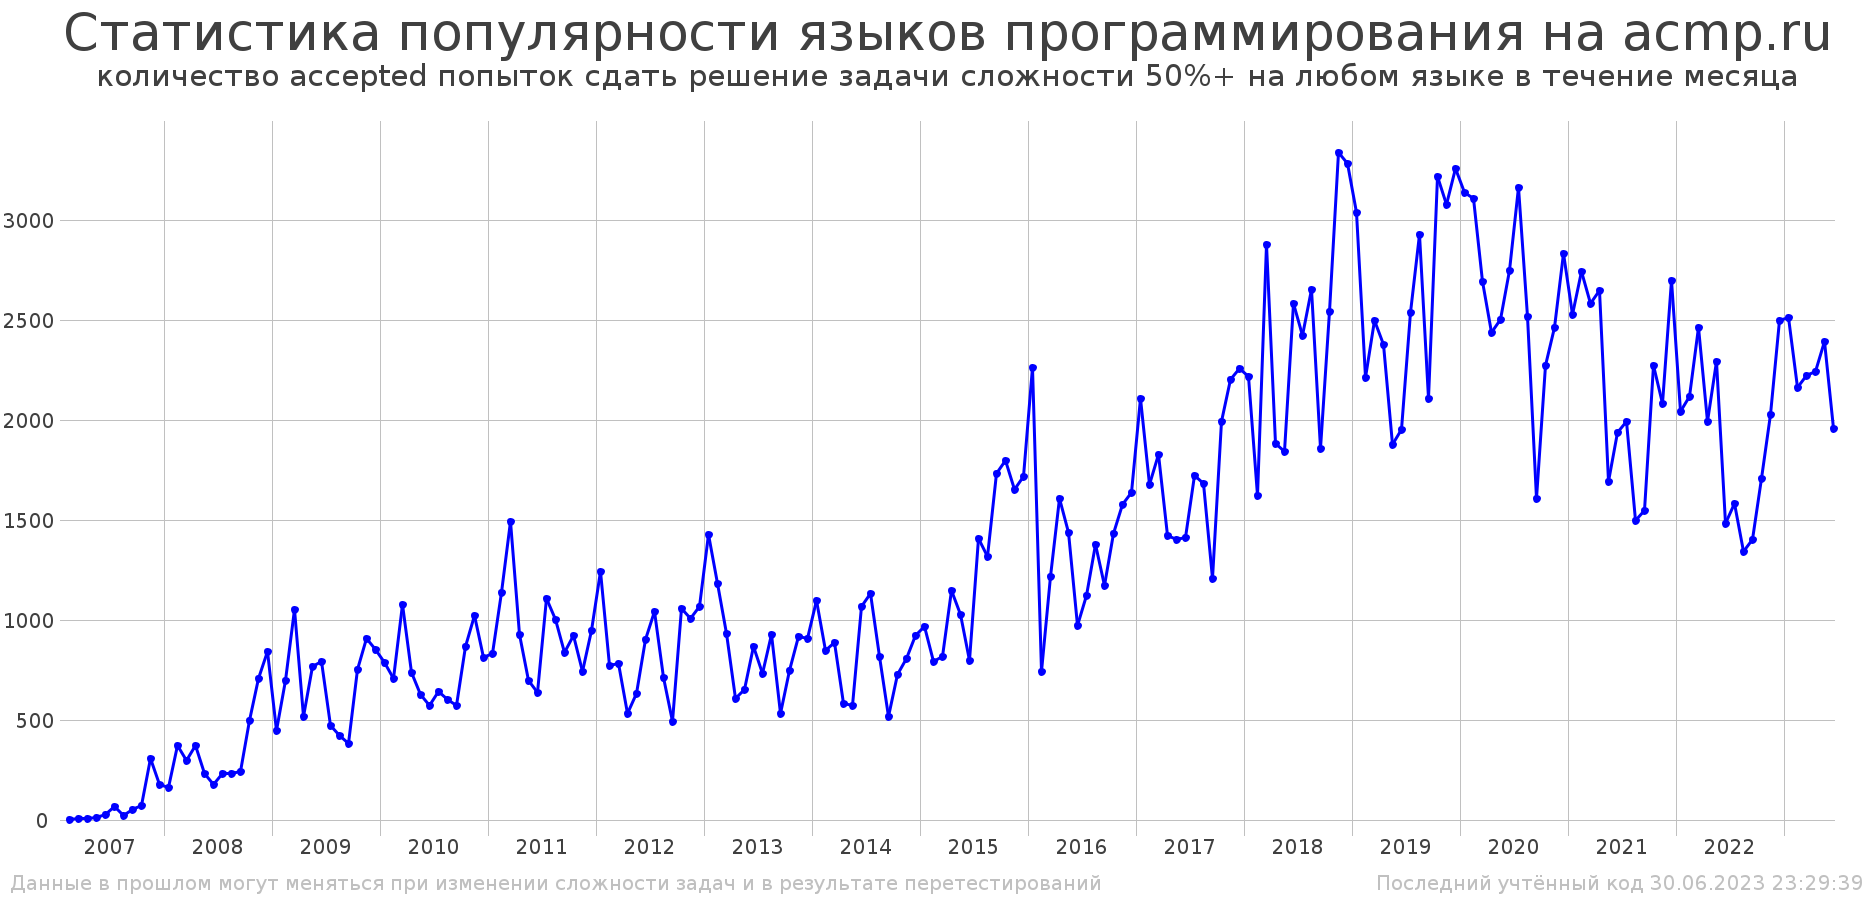 Статистика популярности языков программирования на acmp.ru
количество accepted попыток сдать решение задачи сложности 50%+ на любом языке в течение месяца
3000
2500
2000
1500
1000
500
0
2007 2008 2009 2010 2011 2012 2013 2014 2015 2016 2017 2018 2019 2020 2021 2022
Данные в прошлом могут меняться при изменении сложности задач и в результате перетестирований
Последний учтённый код 30.06.2023 23:29:39